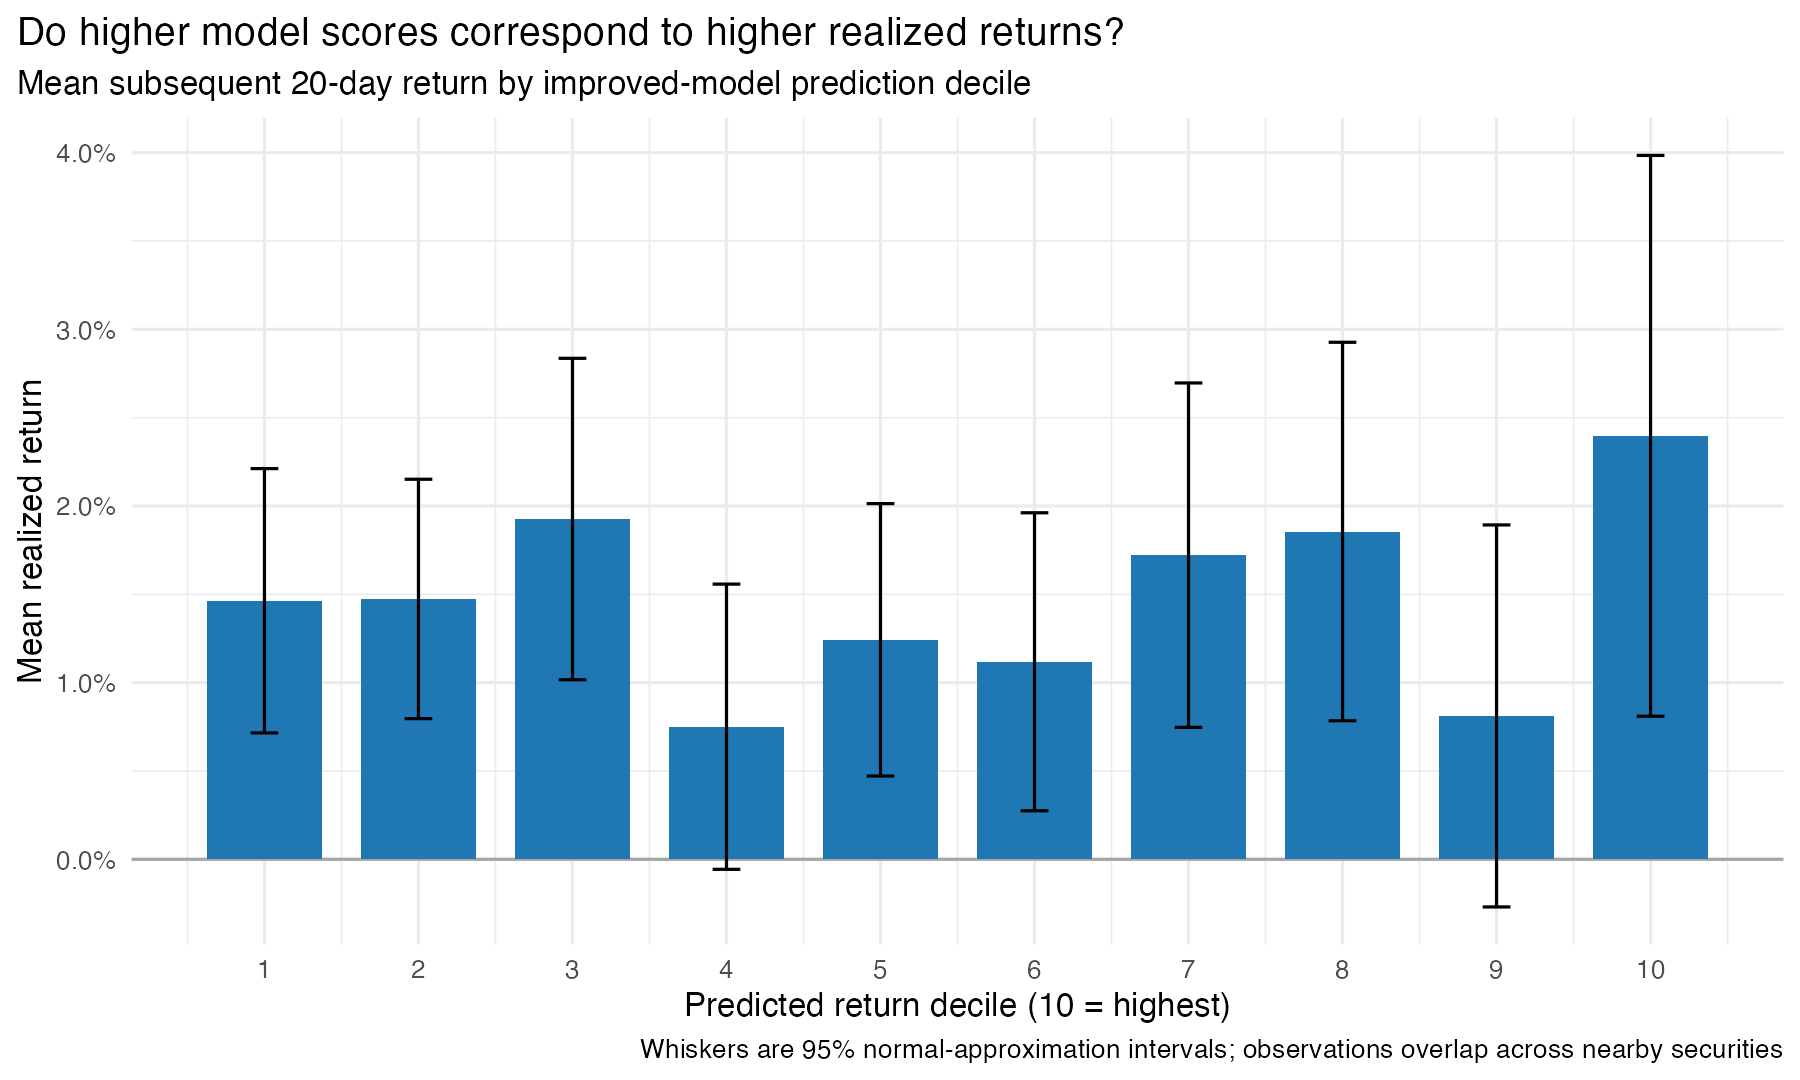 Do higher model scores correspond to higher realized returns?
Mean subsequent 20-day return by improved-model prediction decile
Mean realized return
4.0%
3.0%
2.0%
1.0%
0.0%
1 2 3 4 5 6 7 8 9 10
Predicted return decile (10 = highest)
Whiskers are 95% normal-approximation intervals; observations overlap across nearby securities